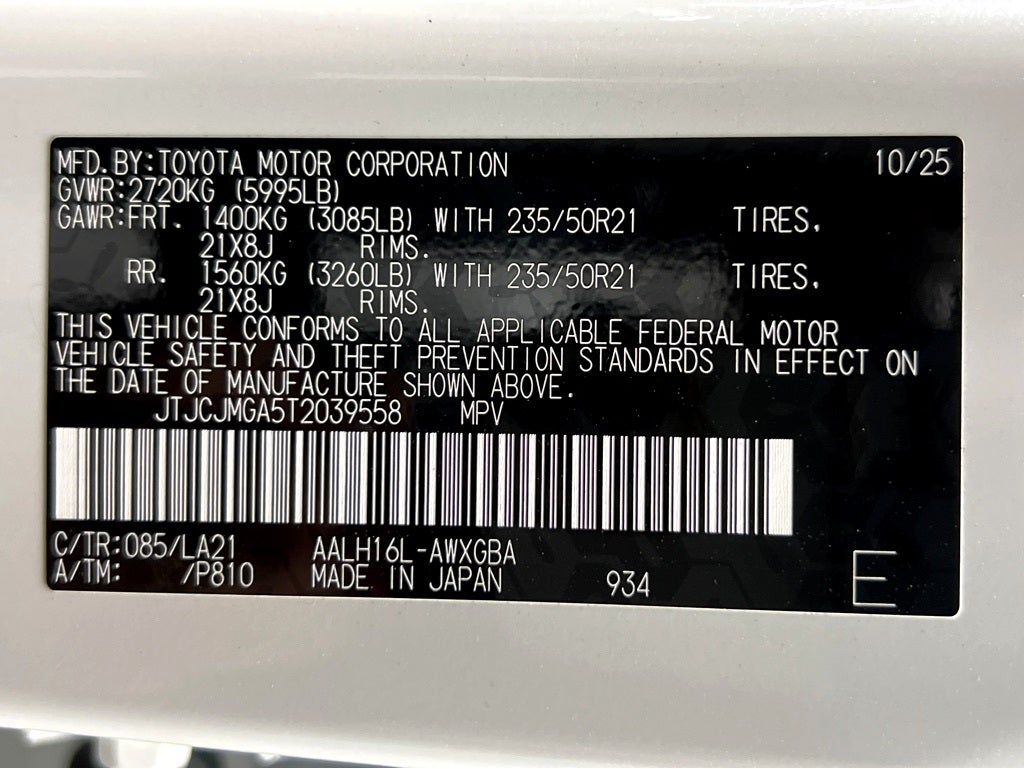 MFD.BY:TOYOTA MOTOR CORPORATION 10/25
GVWR:2720KG (5995LB)
GAWR:FRT. 1400KG (3085LB) WITH 235/50R21 TIRES.
21X8J RIMS.
RR. 1560KG (3260LB) WITH 235/50R21 TIRES.
21X8J RIMS.
THIS VEHICLE CONFORMS TO ALL APPLICABLE FEDERAL MOTOR
VEHICLE SAFETY AND THEFT PREVENTION STANDARDS IN EFFECT ON
THE DATE OF MANUFACTURE SHOWN ABOVE.
JTJCJMGA5T2039558 MPV
C/TR:085/LA21 AALH16L-AWXGBA
A/TM: /P810 MADE IN JAPAN 934 E